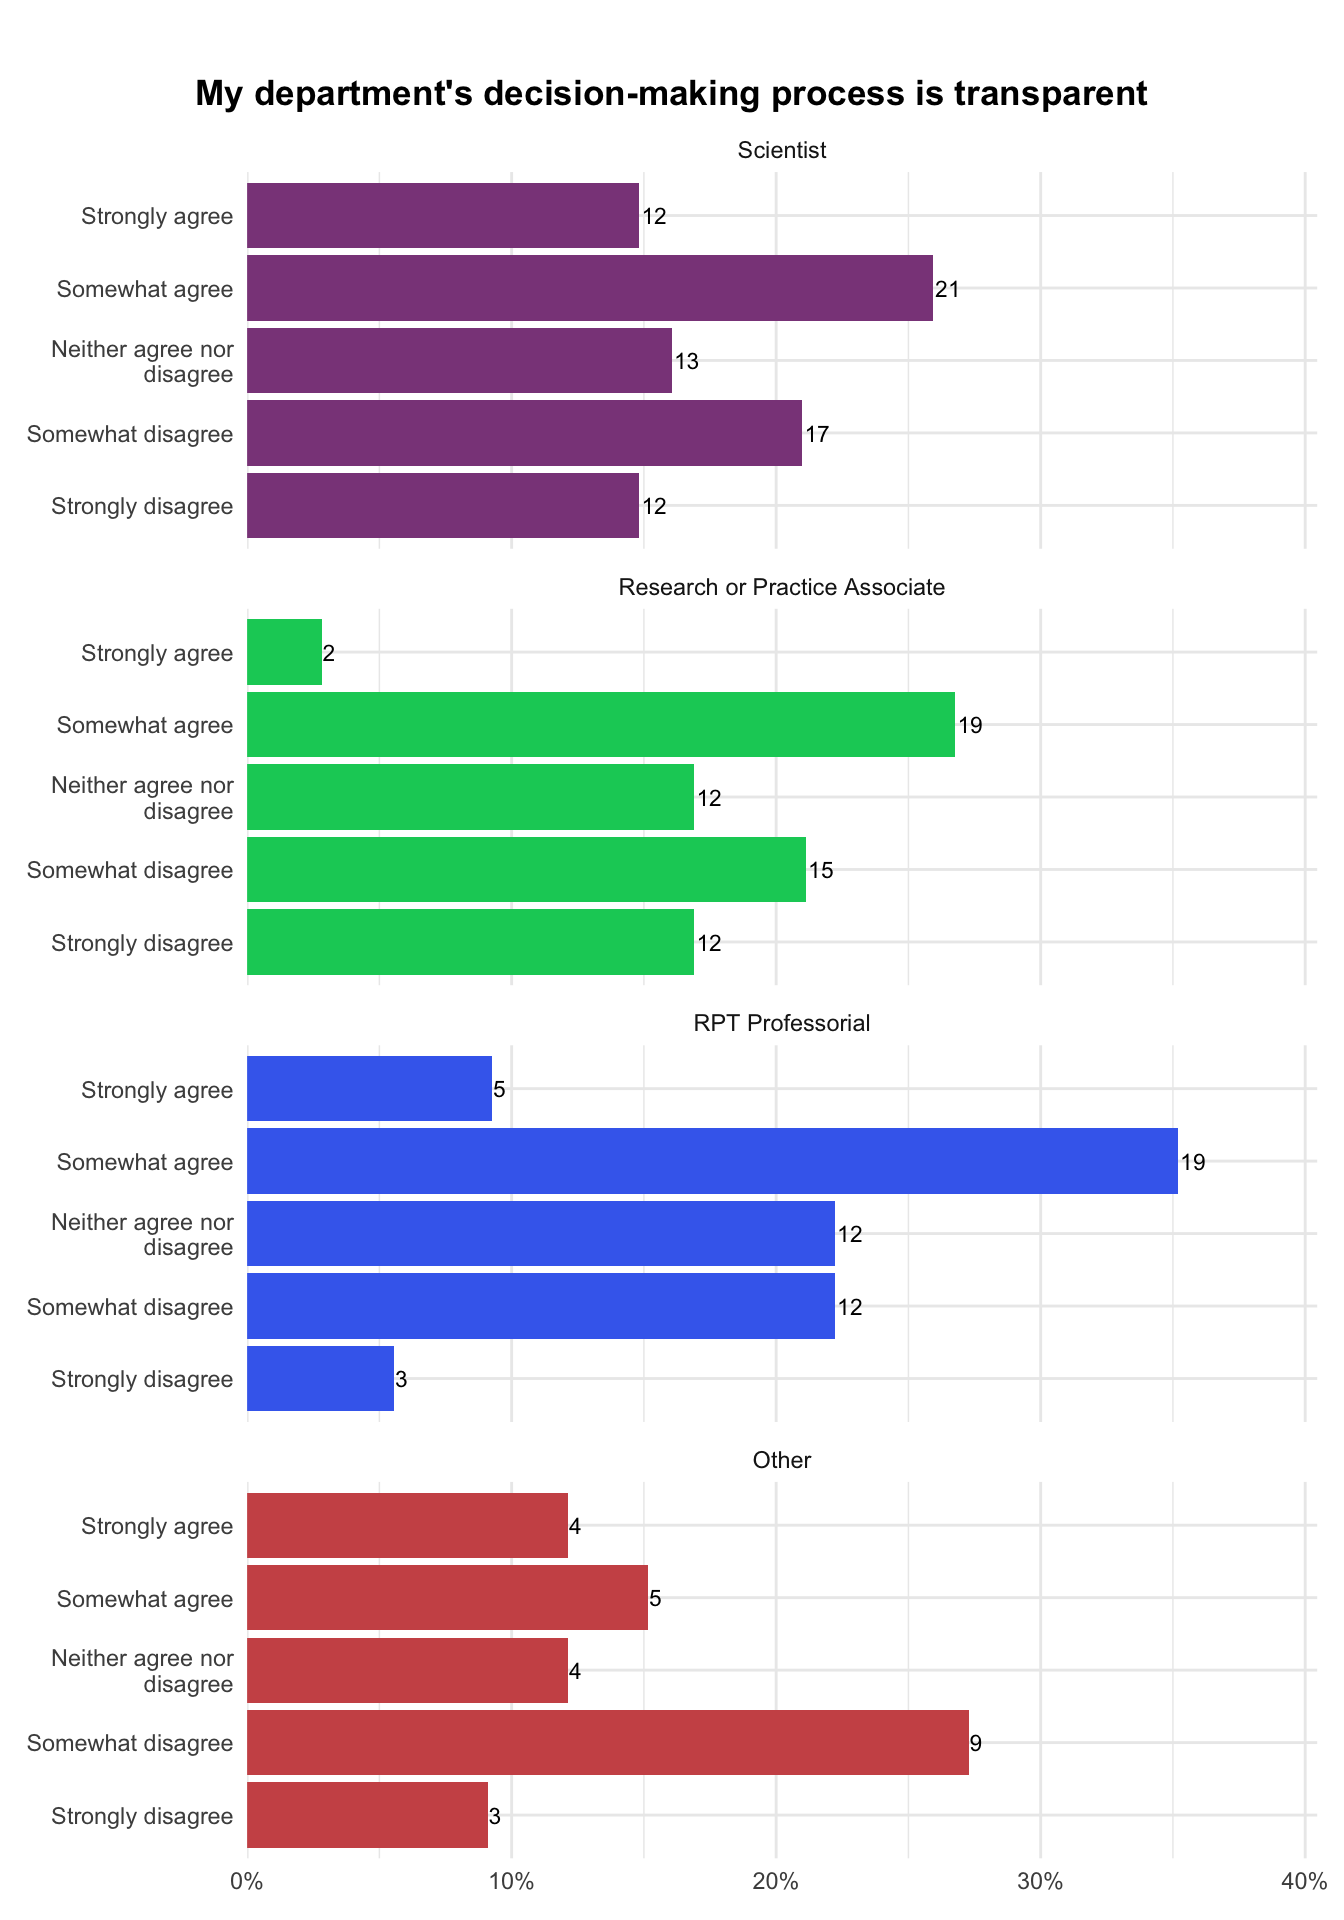 My department's decision-making process is transparent
Scientist
Strongly agree
12
Somewhat agree
21
Neither agree nor
disagree
13
Somewhat disagree
17
Strongly disagree
12
Research or Practice Associate
Strongly agree
2
Somewhat agree
19
Neither agree nor
disagree
12
Somewhat disagree
15
Strongly disagree
12
RPT Professorial
Strongly agree
5
Somewhat agree
19
Neither agree nor
disagree
12
Somewhat disagree
12
Strongly disagree
3
Other
Strongly agree
4
Somewhat agree
5
Neither agree nor
disagree
4
Somewhat disagree
9
Strongly disagree
3
0% 10% 20% 30% 40%